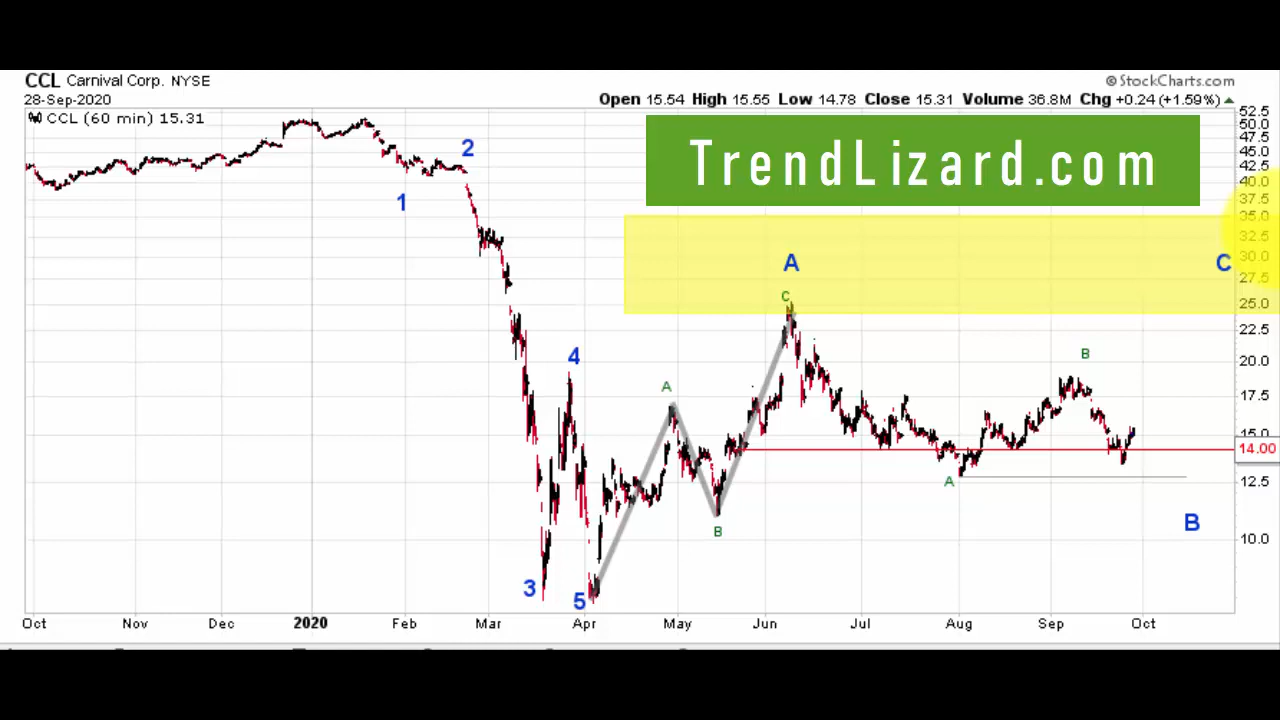 CCL Carnival Corp. NYSE
© StockCharts.com
28-Sep-2020
Open 15.54 High 15.55 Low 14.78 Close 15.31 Volume 36.8M Chg +0.24 (+1.59%)
CCL (60 min) 15.31
TrendLizard.com
52.5
50.0
47.5
45.0
42.5
40.0
37.5
35.0
32.5
30.0
27.5
25.0
22.5
20.0
17.5
15.0
14.00
12.5
10.0
2
1
A
C
C
4
B
A
A
B
B
3
5
Oct Nov Dec 2020 Feb Mar Apr May Jun Jul Aug Sep Oct